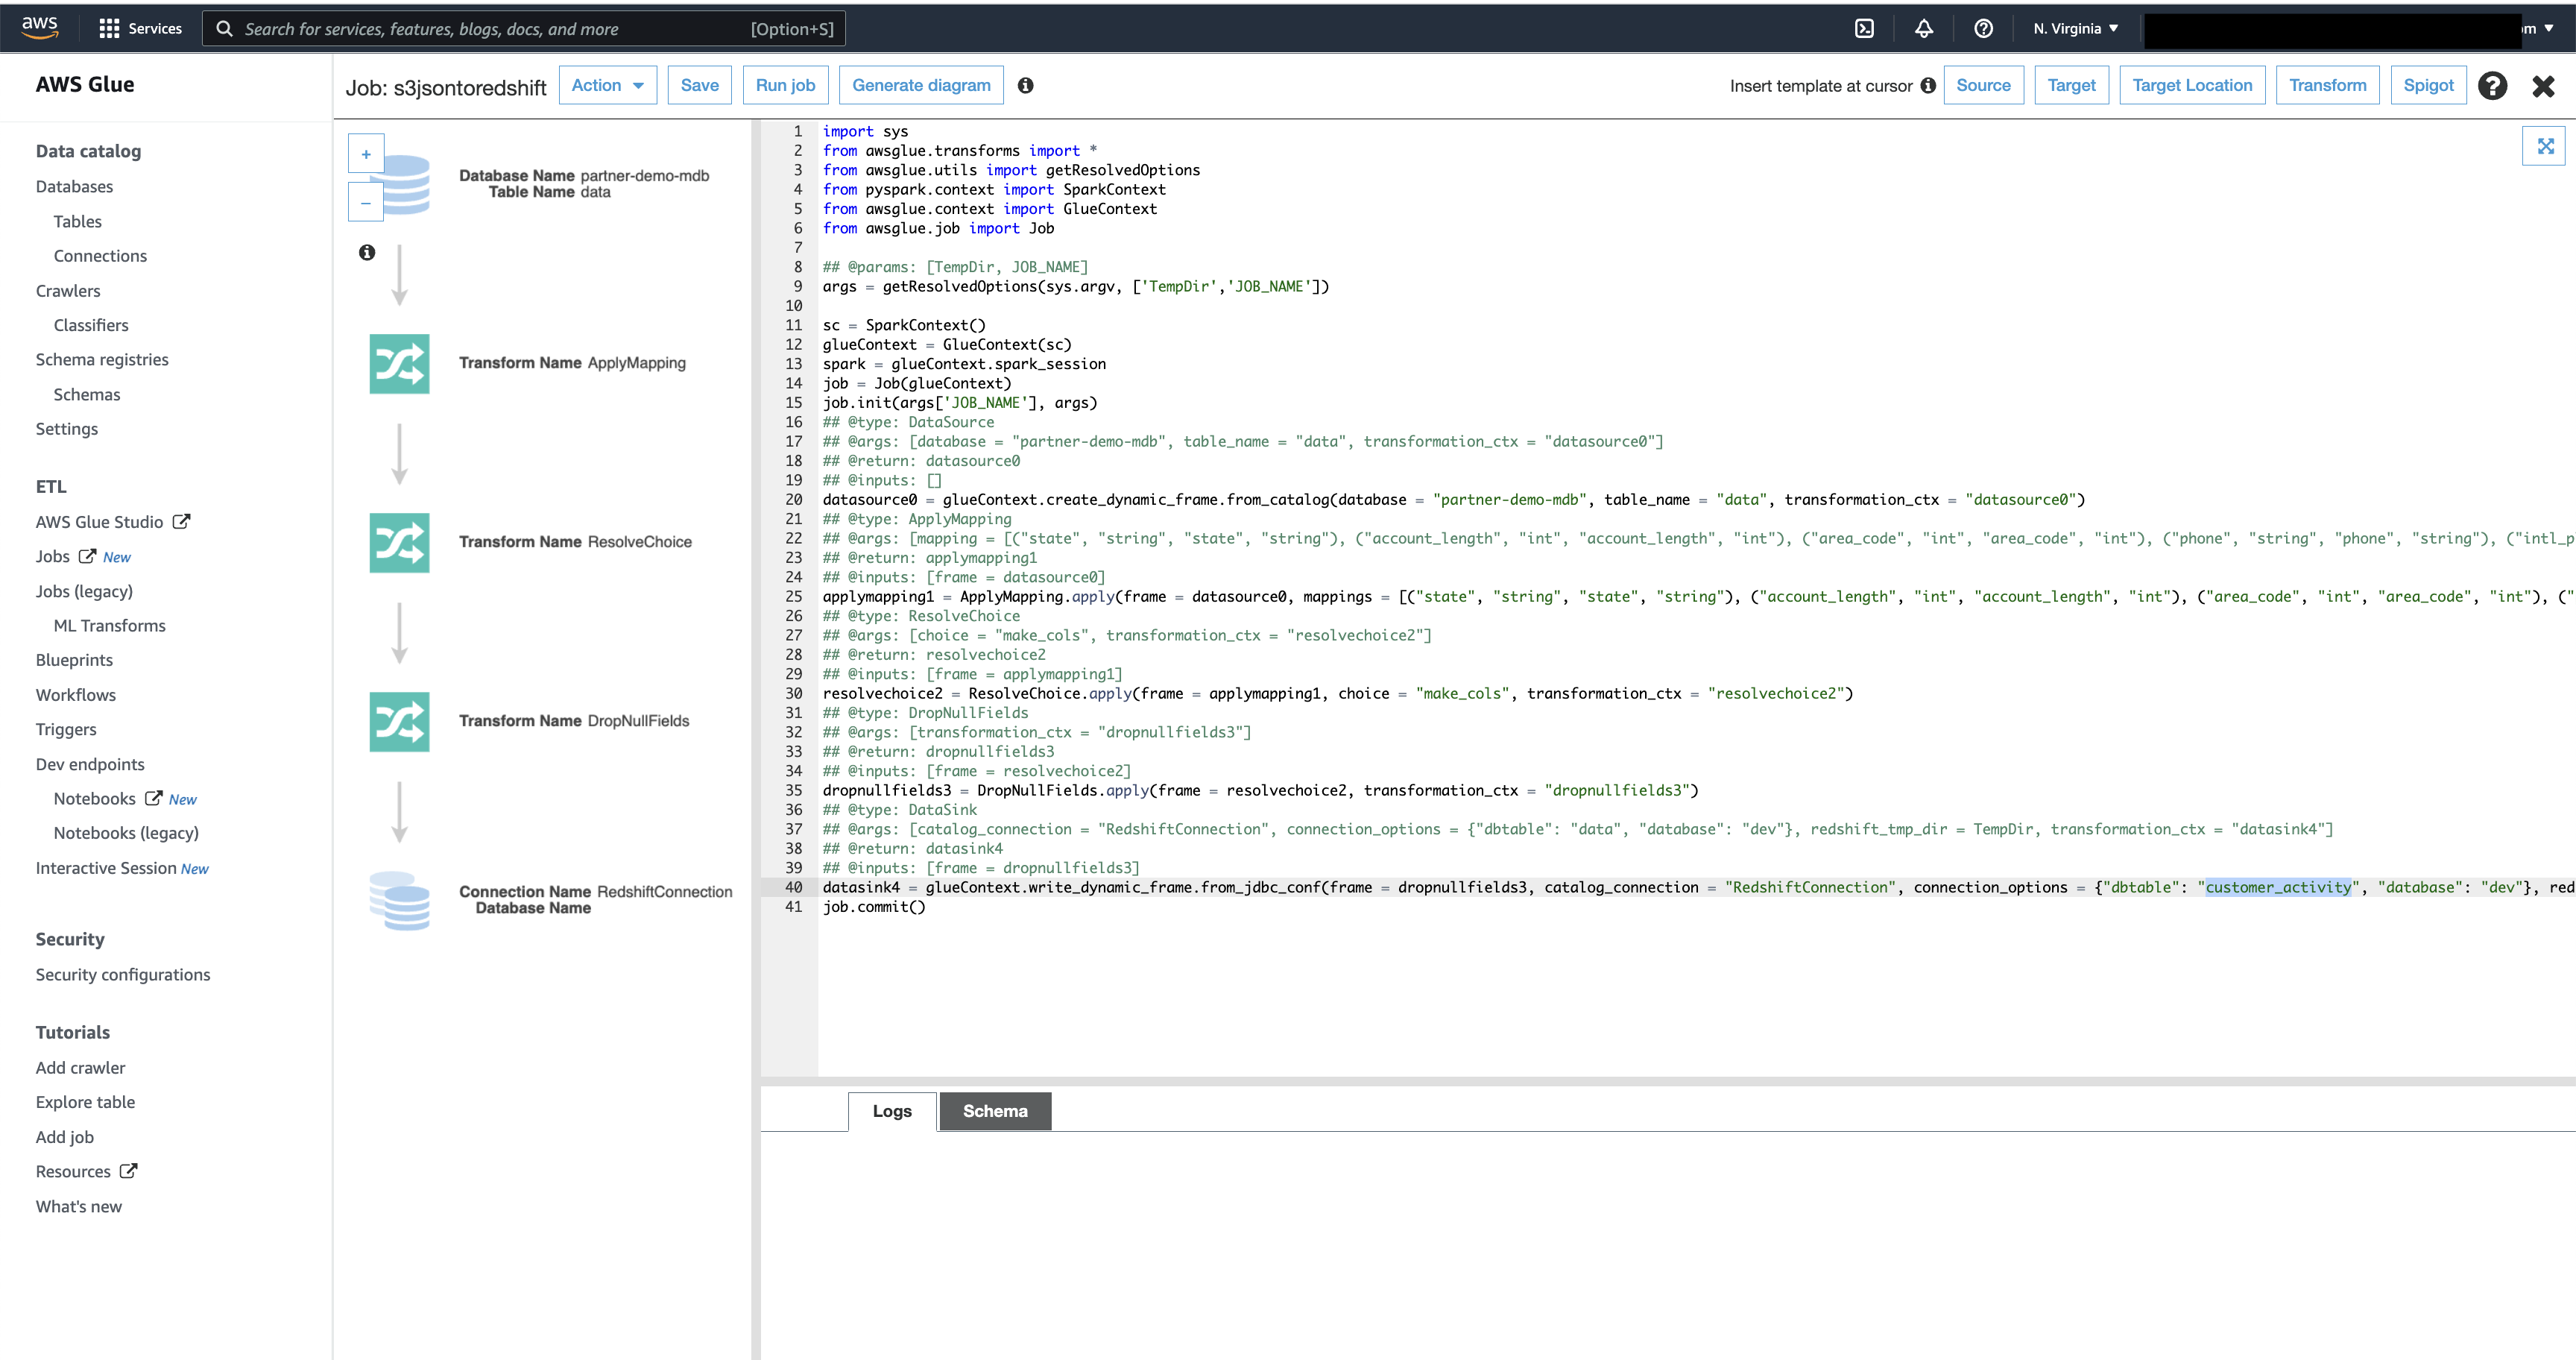 aws
Services
Search for services, features, blogs, docs, and more
[Option+S]
N. Virginia
AWS Glue
Data catalog
Databases
Tables
Connections
Crawlers
Classifiers
Schema registries
Schemas
Settings
ETL
AWS Glue Studio
Jobs New
Jobs (legacy)
ML Transforms
Blueprints
Workflows
Triggers
Dev endpoints
Notebooks New
Notebooks (legacy)
Interactive Session New
Security
Security configurations
Tutorials
Add crawler
Explore table
Add job
Resources
What's new
Job: s3jsontoredshift
Action
Save
Run job
Generate diagram
Insert template at cursor
Source
Target
Target Location
Transform
Spigot
Database Name partner-demo-mdb
Table Name data
Transform Name ApplyMapping
Transform Name ResolveChoice
Transform Name DropNullFields
Connection Name RedshiftConnection
Database Name
1 import sys
2 from awsglue.transforms import *
3 from awsglue.utils import getResolvedOptions
4 from pyspark.context import SparkContext
5 from awsglue.context import GlueContext
6 from awsglue.job import Job
7
8 ## @params: [TempDir, JOB_NAME]
9 args = getResolvedOptions(sys.argv, ['TempDir','JOB_NAME'])
10
11 sc = SparkContext()
12 glueContext = GlueContext(sc)
13 spark = glueContext.spark_session
14 job = Job(glueContext)
15 job.init(args['JOB_NAME'], args)
16 ## @type: DataSource
17 ## @args: [database = "partner-demo-mdb", table_name = "data", transformation_ctx = "datasource0"]
18 ## @return: datasource0
19 ## @inputs: []
20 datasource0 = glueContext.create_dynamic_frame.from_catalog(database = "partner-demo-mdb", table_name = "data", transformation_ctx = "datasource0")
21 ## @type: ApplyMapping
22 ## @args: [mapping = [("state", "string", "state", "string"), ("account_length", "int", "account_length", "int"), ("area_code", "int", "area_code", "int"), ("phone", "string", "phone", "string"), ("intl_p
23 ## @return: applymapping1
24 ## @inputs: [frame = datasource0]
25 applymapping1 = ApplyMapping.apply(frame = datasource0, mappings = [("state", "string", "state", "string"), ("account_length", "int", "account_length", "int"), ("area_code", "int", "area_code", "int"), ("
26 ## @type: ResolveChoice
27 ## @args: [choice = "make_cols", transformation_ctx = "resolvechoice2"]
28 ## @return: resolvechoice2
29 ## @inputs: [frame = applymapping1]
30 resolvechoice2 = ResolveChoice.apply(frame = applymapping1, choice = "make_cols", transformation_ctx = "resolvechoice2")
31 ## @type: DropNullFields
32 ## @args: [transformation_ctx = "dropnullfields3"]
33 ## @return: dropnullfields3
34 ## @inputs: [frame = resolvechoice2]
35 dropnullfields3 = DropNullFields.apply(frame = resolvechoice2, transformation_ctx = "dropnullfields3")
36 ## @type: DataSink
37 ## @args: [catalog_connection = "RedshiftConnection", connection_options = {"dbtable": "data", "database": "dev"}, redshift_tmp_dir = TempDir, transformation_ctx = "datasink4"]
38 ## @return: datasink4
39 ## @inputs: [frame = dropnullfields3]
40 datasink4 = glueContext.write_dynamic_frame.from_jdbc_conf(frame = dropnullfields3, catalog_connection = "RedshiftConnection", connection_options = {"dbtable": "customer_activity", "database": "dev"}, red
41 job.commit()
Logs
Schema